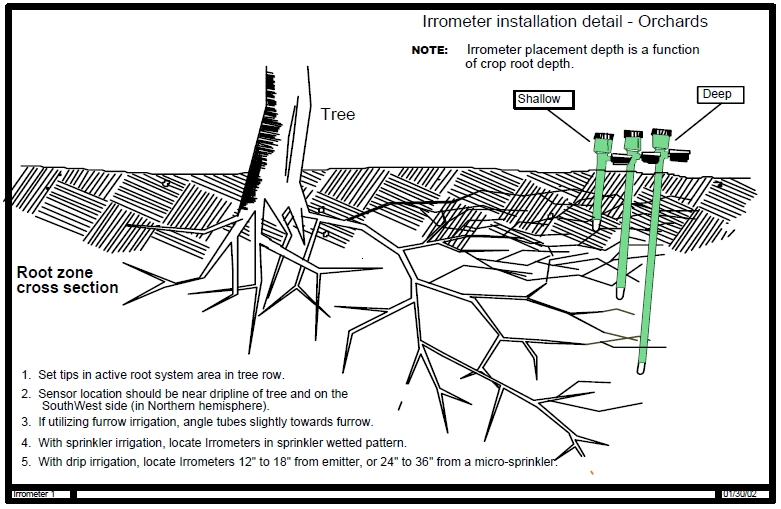 Irrometer installation detail - Orchards
NOTE: Irrometer placement depth is a function
of crop root depth.
Shallow
Deep
Tree
Root zone
cross section
1. Set tips in active root system area in tree row.
2. Sensor location should be near dripline of tree and on the
SouthWest side (in Northern hemisphere).
3. If utilizing furrow irrigation, angle tubes slightly towards furrow.
4. With sprinkler irrigation, locate Irrometers in sprinkler wetted pattern.
5. With drip irrigation, locate Irrometers 12" to 18" from emitter, or 24" to 36" from a micro-sprinkler.
Irrometer 1
01/30/02